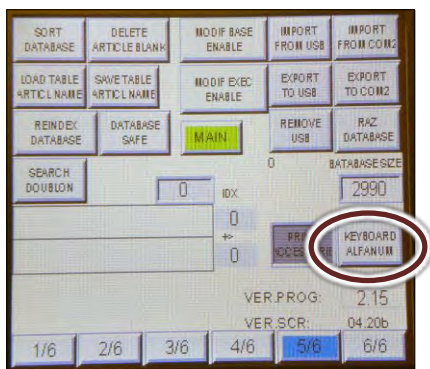 SORT DATABASE
DELETE ARTICLE BLANK
MODIF BASE ENABLE
IMPORT FROM USB
IMPORT FROM COM2
LOAD TABLE ARTICL NAME
SAVE TABLE ARTICL NAME
MODIF EXEC ENABLE
EXPORT TO USB
EXPORT TO COM2
REINDEX DATABASE
DATABASE SAFE
MAIN
REMOVE USB
RAZ DATABASE
SEARCH DOUBLON
0 IDX
0
ATABASE SIZE
2990
0
+>
0
KEYBOARD ALFANUM
VER.PROG: 2.15
VER.SCR: 04.20b
1/6 2/6 3/6 4/6 5/6 6/6